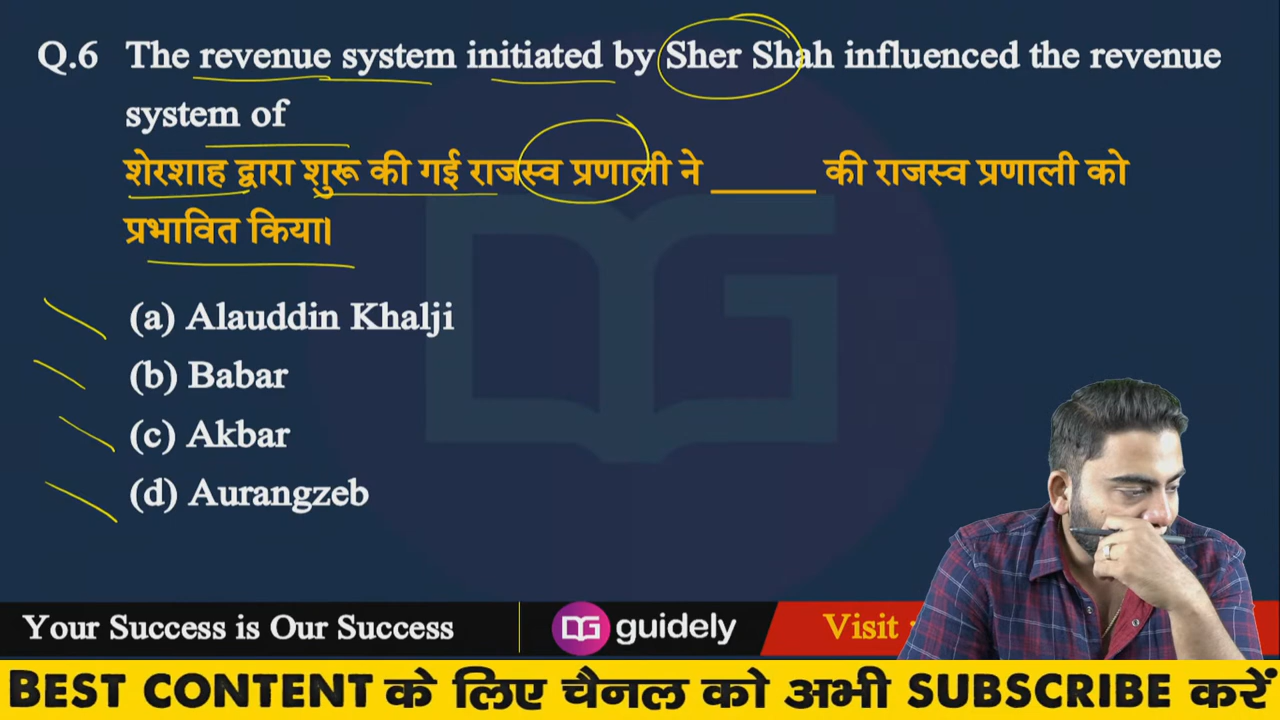 Q.6 The revenue system initiated by Sher Shah influenced the revenue
system of
शेरशाह द्वारा शुरू की गई राजस्व प्रणाली ने ______ की राजस्व प्रणाली को
प्रभावित किया।
(a) Alauddin Khalji
(b) Babar
(c) Akbar
(d) Aurangzeb
DG
Your Success is Our Success
DG guidely
Visit :
BEST CONTENT के लिए चैनल को अभी SUBSCRIBE करें